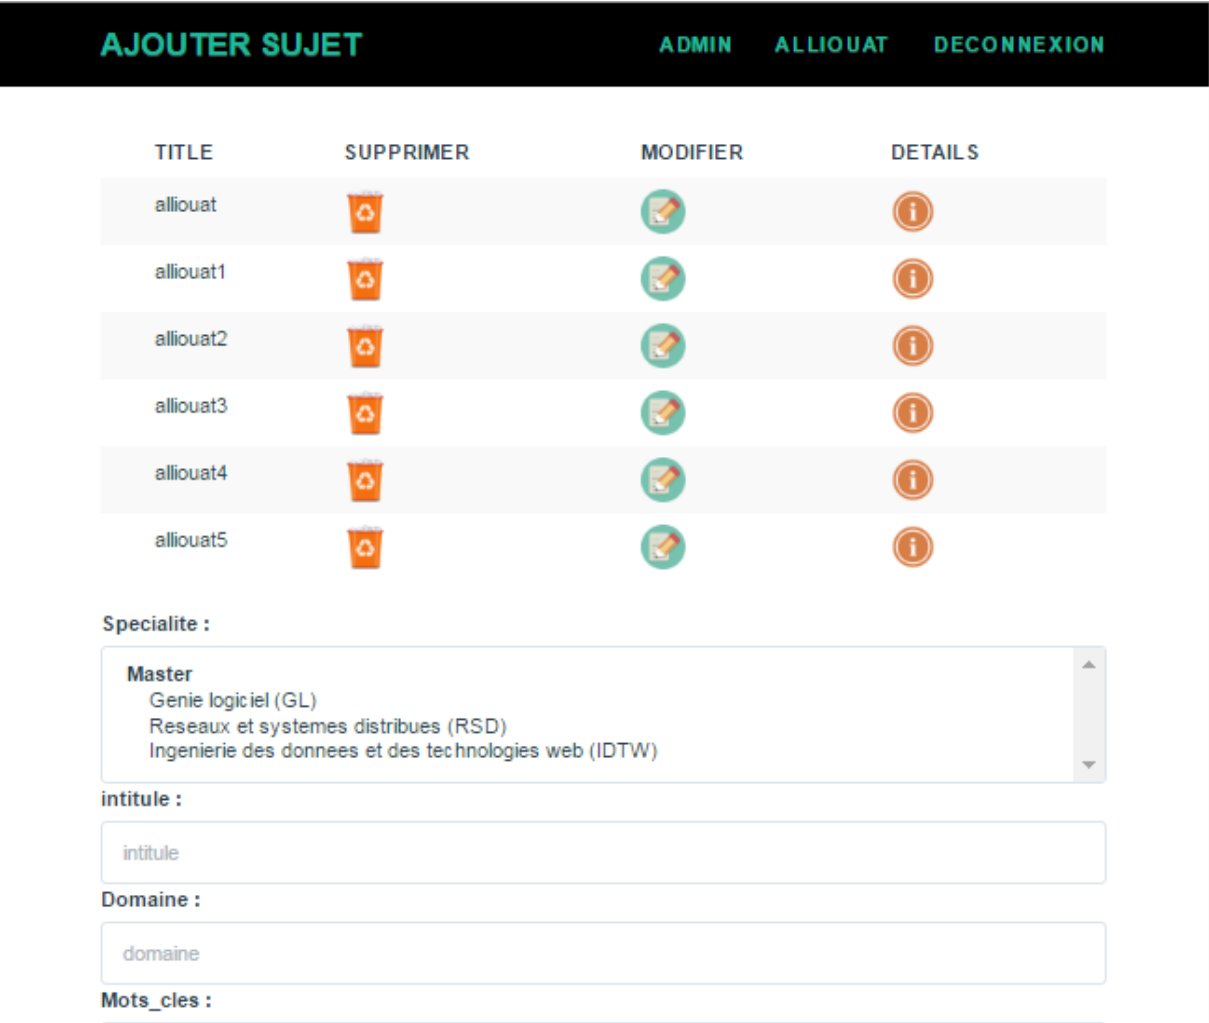 AJOUTER SUJET ADMIN ALLIOUAT DECONNEXION
TITLE SUPPRIMER MODIFIER DETAILS
alliouat
alliouat1
alliouat2
alliouat3
alliouat4
alliouat5
Specialite :
Master
Genie logiciel (GL)
Reseaux et systemes distribues (RSD)
Ingenierie des donnees et des technologies web (IDTW)
intitule :
intitule
Domaine :
domaine
Mots_cles :